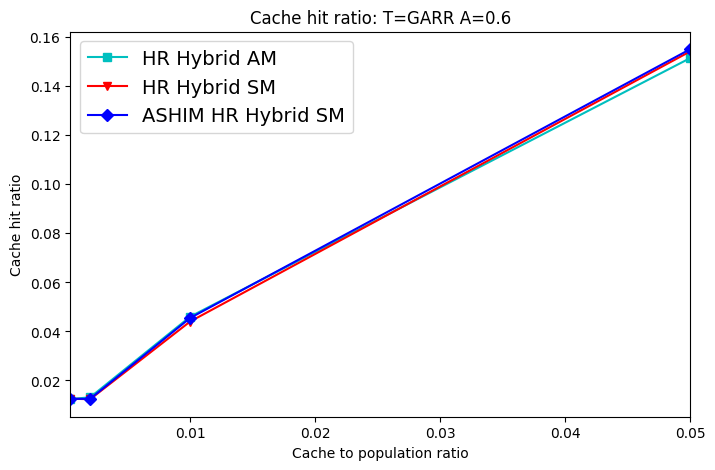 Cache hit ratio: T=GARR A=0.6
HR Hybrid AM
HR Hybrid SM
ASHIM HR Hybrid SM
Cache hit ratio
0.16
0.14
0.12
0.10
0.08
0.06
0.04
0.02
0.01 0.02 0.03 0.04 0.05
Cache to population ratio